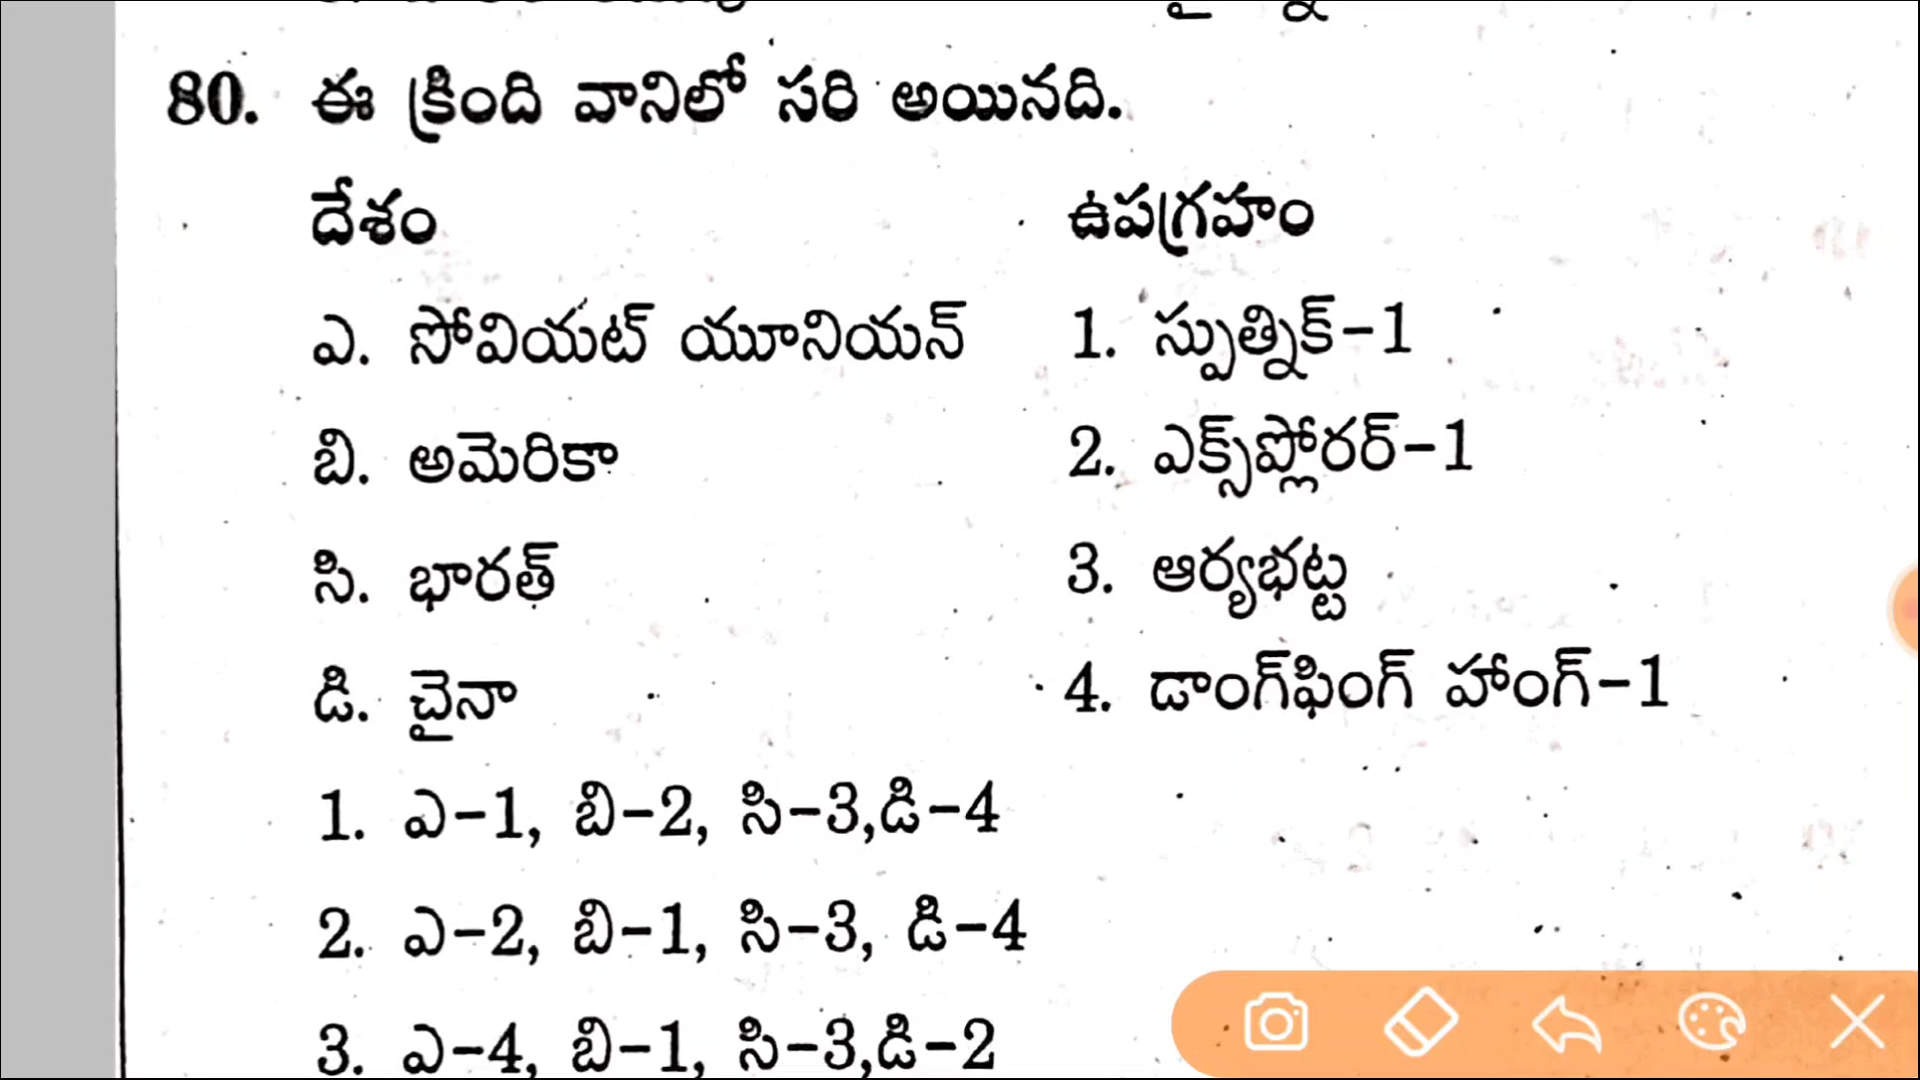 80. ఈ క్రింది వానిలో సరి అయినది.
దేశం ఉపగ్రహం
ఎ. సోవియట్ యూనియన్ 1. స్పుత్నిక్-1
బి. అమెరికా 2. ఎక్స్‌ప్లోరర్-1
సి. భారత్ 3. ఆర్యభట్ట
డి. చైనా 4. డాంగ్‌ఫింగ్ హాంగ్-1
1. ఎ-1, బి-2, సి-3,డి-4
2. ఎ-2, బి-1, సి-3, డి-4
3. ఎ-4, బి-1, సి-3,డి-2